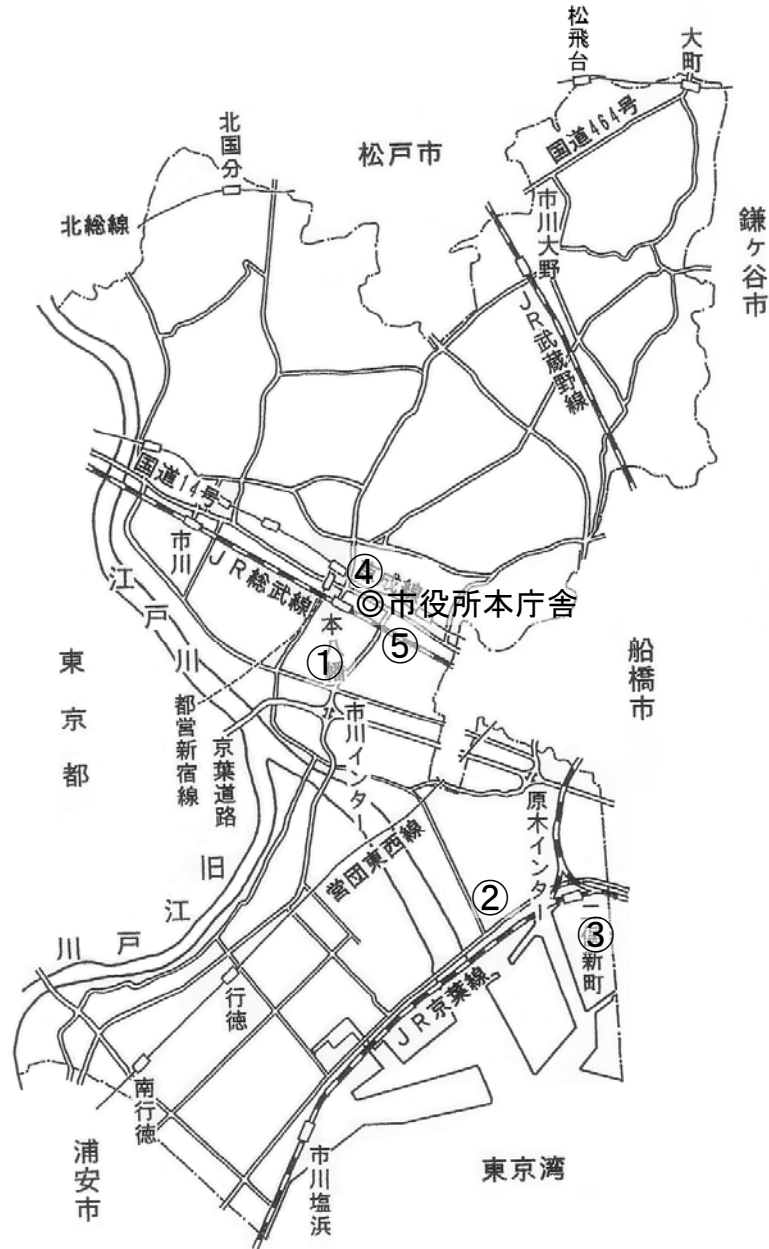 松飛台
大町
国道464号
北国分
松戸市
市川大野
鎌ヶ谷市
北総線
JR武蔵野線
国道14号
市川
JR総武線
④
◎市役所本庁舎
江戸川
本八幡
①
⑤
東京都
船橋市
都営新宿線
京葉道路
市川インター
原木インター
営団東西線
旧江戸川
②
③
新町
行徳
JR京葉線
南行徳
浦安市
市川塩浜
東京湾